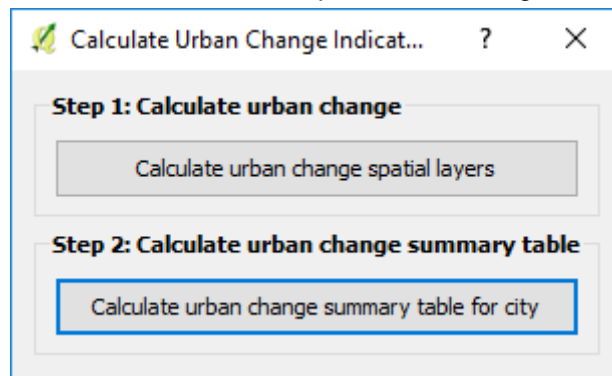 Calculate Urban Change Indicat... ? ×
Step 1: Calculate urban change
Calculate urban change spatial layers
Step 2: Calculate urban change summary table
Calculate urban change summary table for city